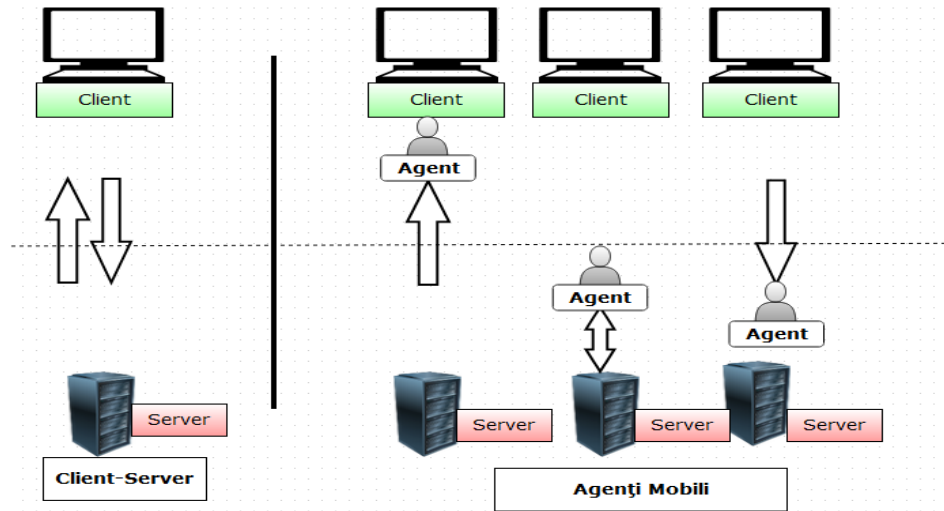 Client
Client
Client
Client
Agent
Agent
Agent
Server
Server
Server
Server
Client-Server
Agenţi Mobili